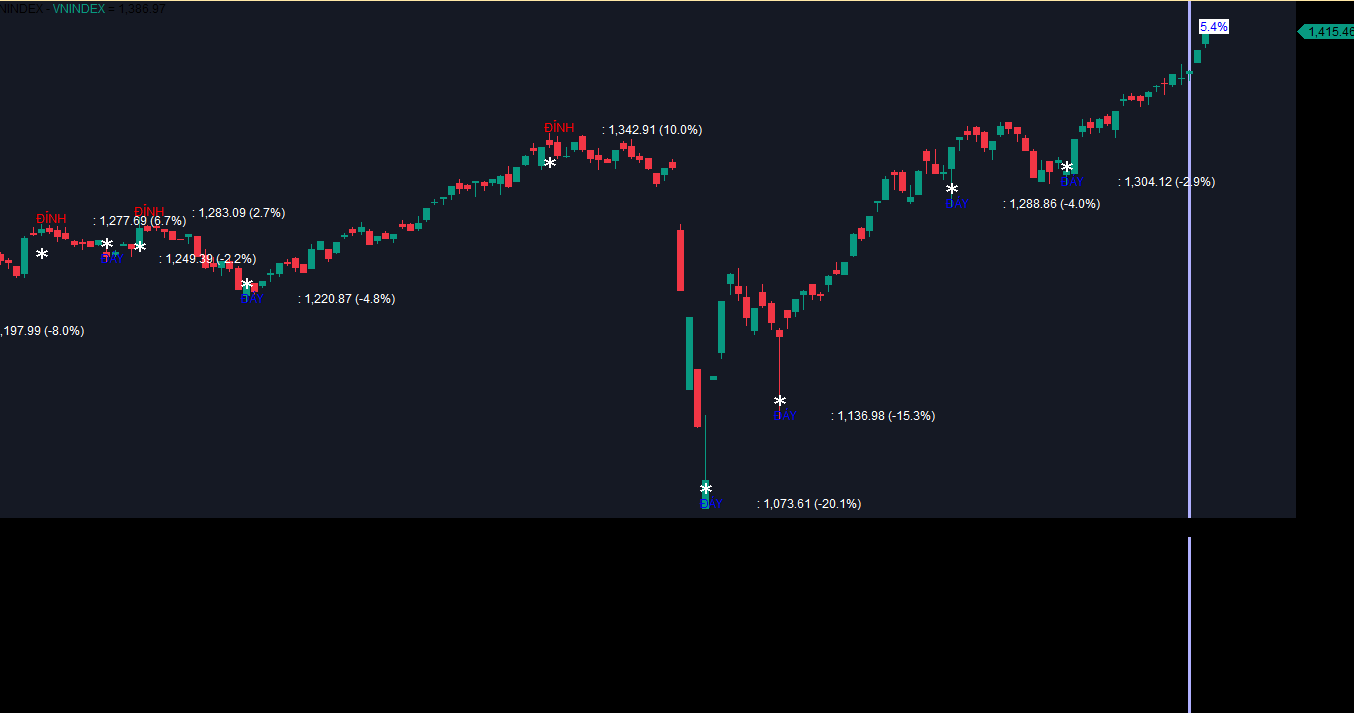 NINDEX - VNINDEX = 1,386.97
5.4%
1,415.46
ĐỈNH : 1,342.91 (10.0%)
ĐỈNH : 1,277.69 (6.7%)
ĐỈNH : 1,283.09 (2.7%)
ĐÁY : 1,304.12 (-2.9%)
ĐÁY : 1,288.86 (-4.0%)
ĐÁY : 1,249.39 (-2.2%)
ĐÁY : 1,220.87 (-4.8%)
,197.99 (-8.0%)
ĐÁY : 1,136.98 (-15.3%)
ĐÁY : 1,073.61 (-20.1%)